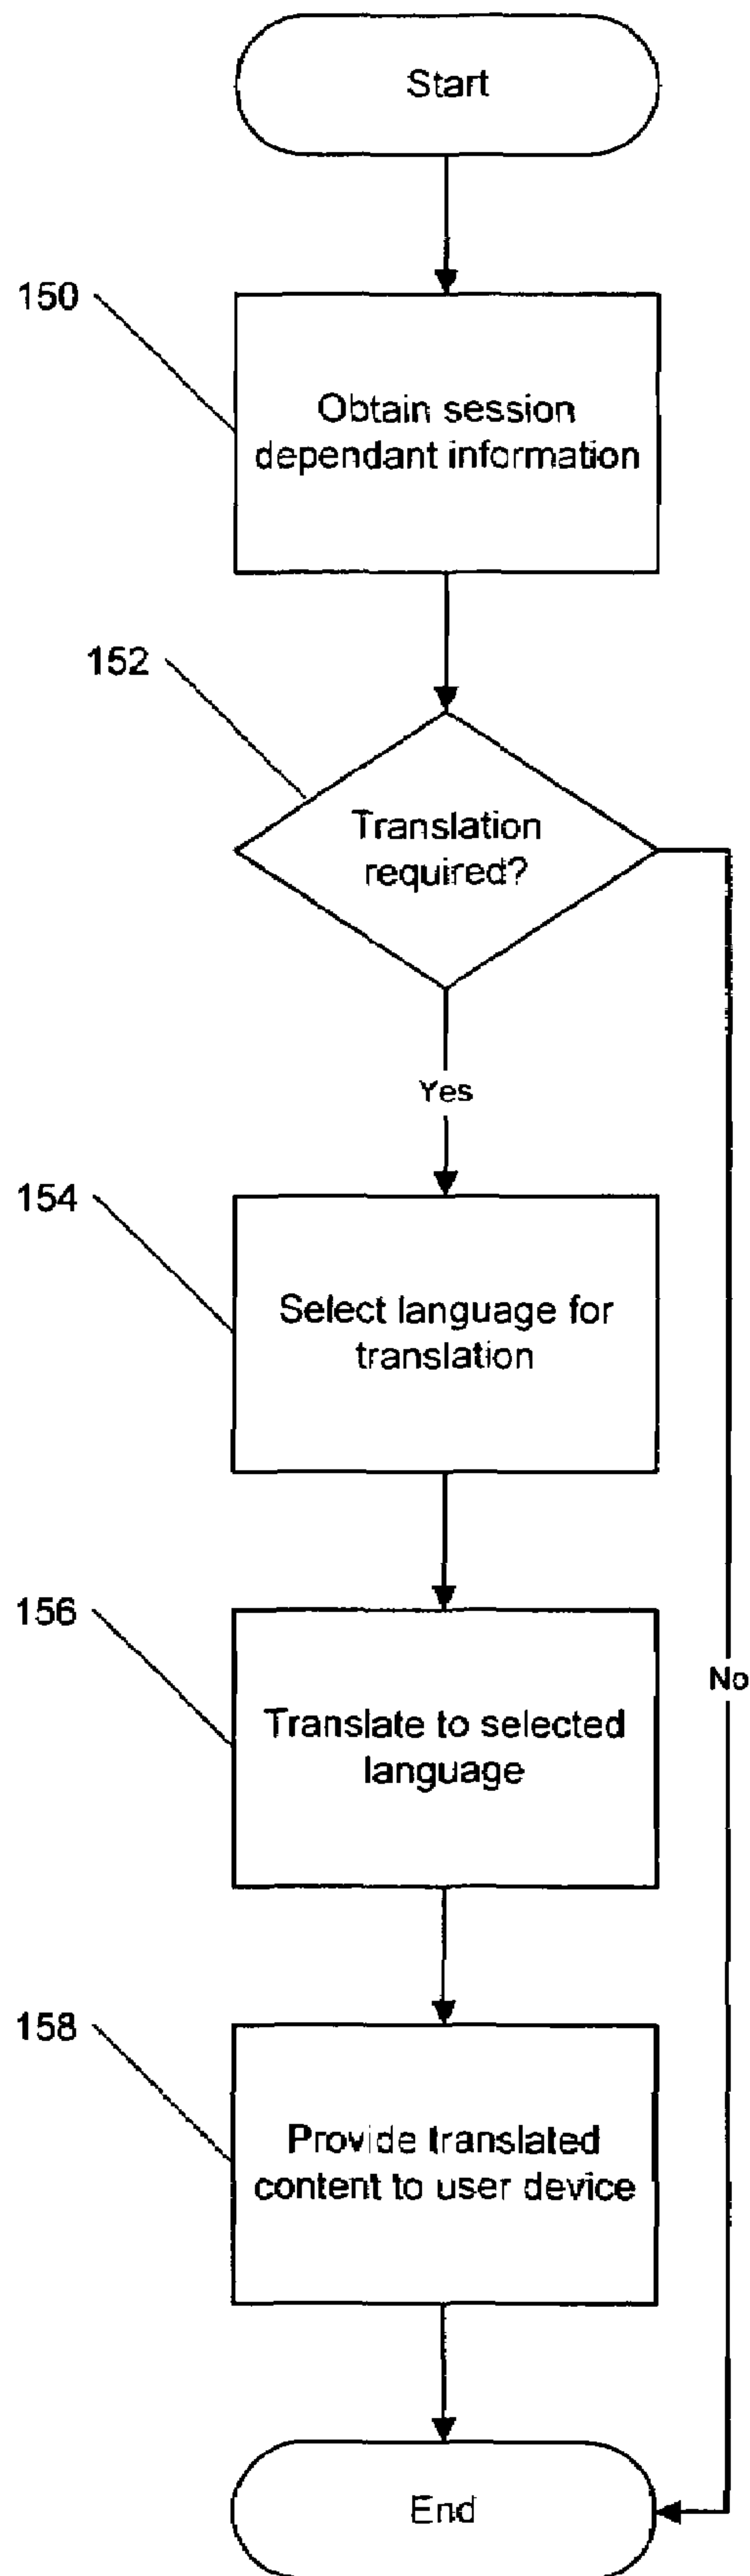 Start
150
Obtain session
dependant information
152
Translation
required?
Yes
154
Select language for
translation
156
No
Translate to selected
language
158
Provide translated
content to user device
End